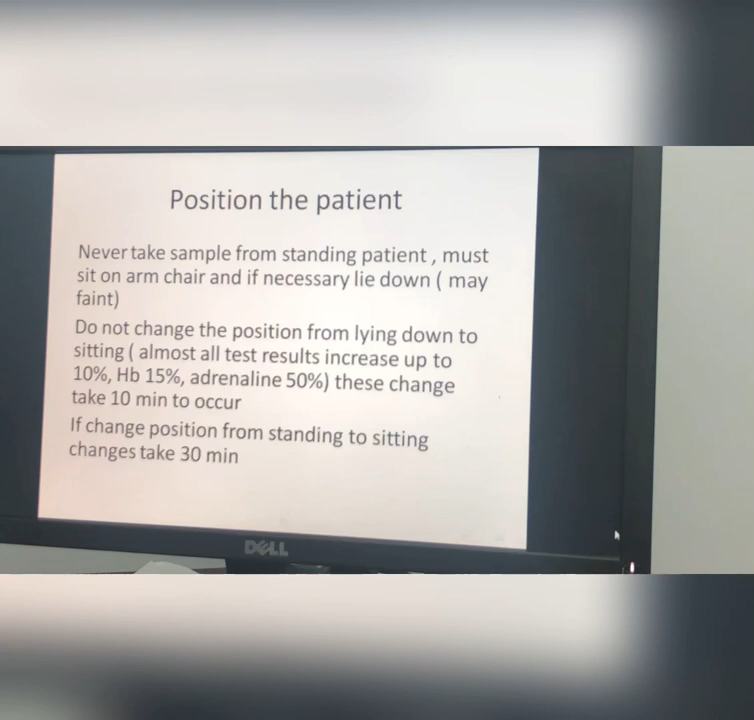 Position the patient
Never take sample from standing patient , must
sit on arm chair and if necessary lie down ( may
faint)
Do not change the position from lying down to
sitting ( almost all test results increase up to
10%, Hb 15%, adrenaline 50%) these change
take 10 min to occur
If change position from standing to sitting
changes take 30 min
DELL